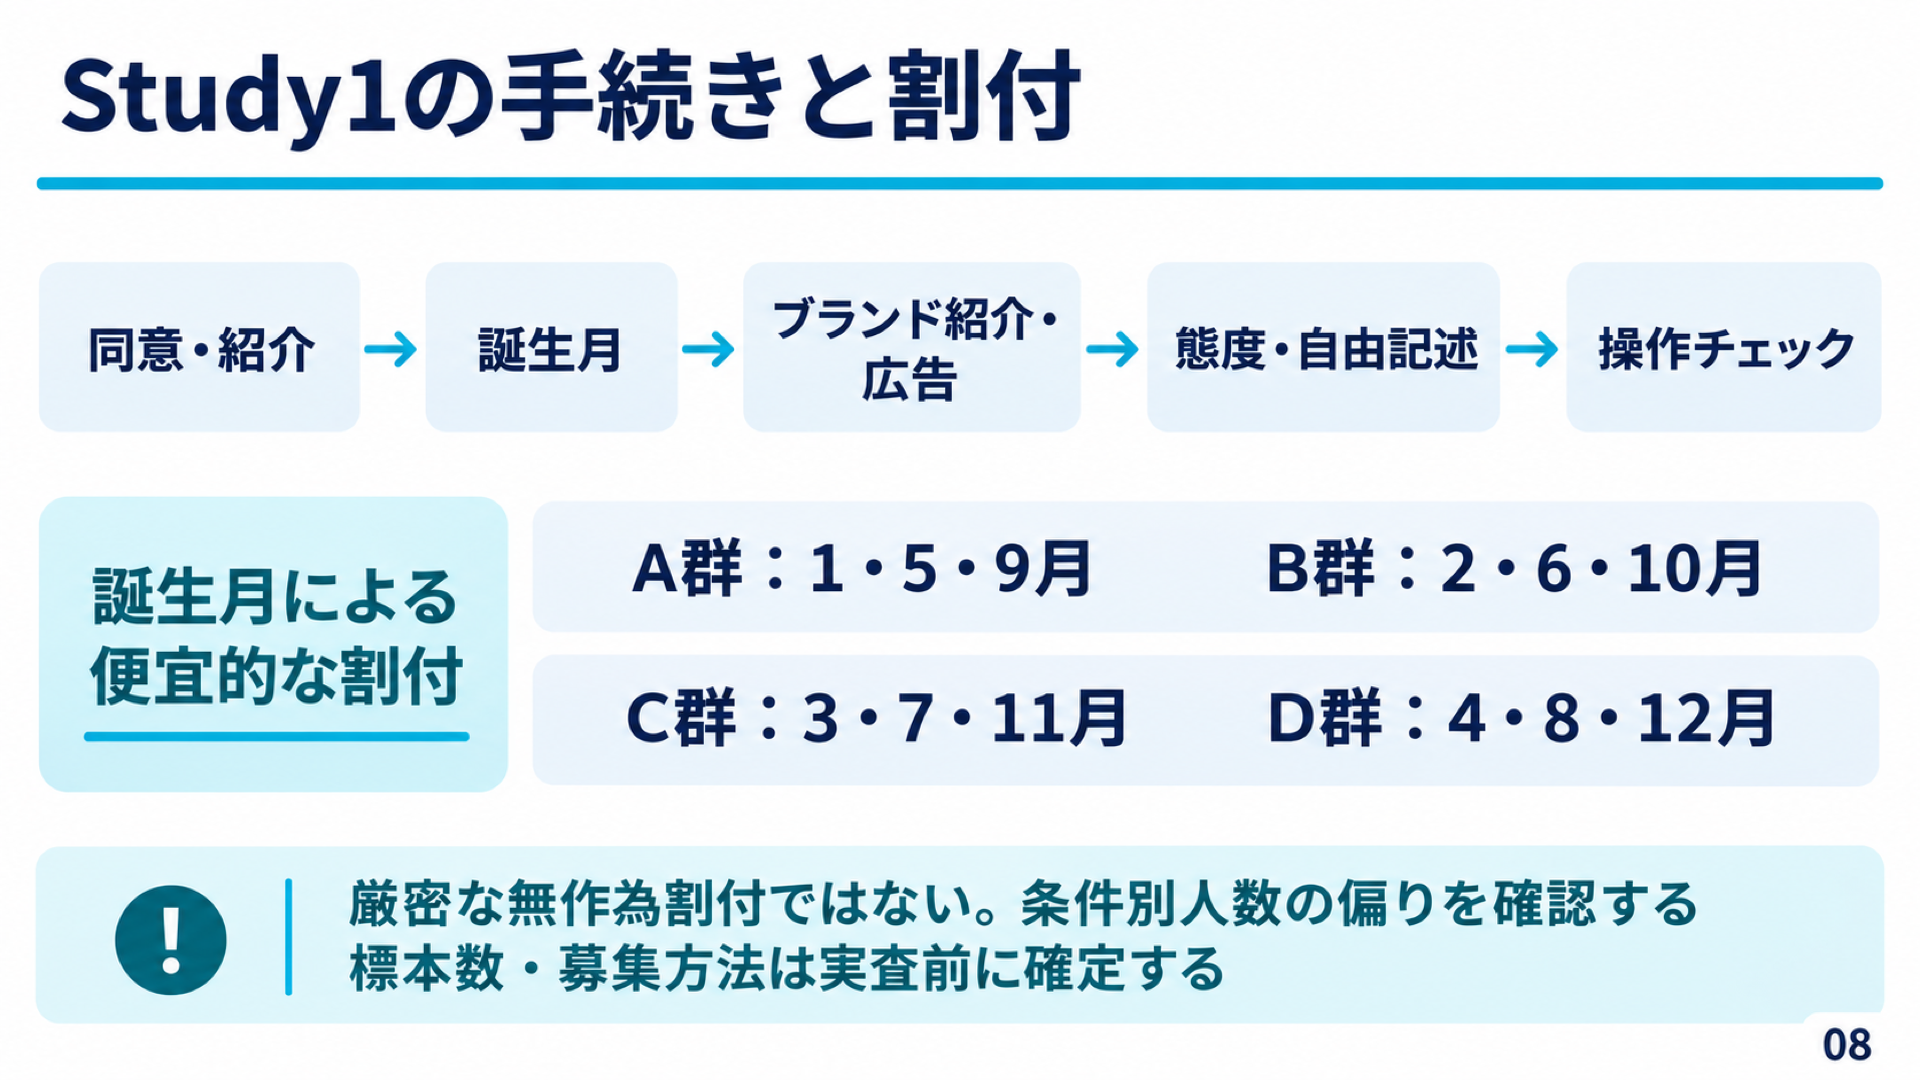 Study1の手続きと割付
同意・紹介
誕生月
ブランド紹介・
広告
態度・自由記述
操作チェック
誕生月による
便宜的な割付
A群：1・5・9月
B群：2・6・10月
C群：3・7・11月
D群：4・8・12月
厳密な無作為割付ではない。条件別人数の偏りを確認する
標本数・募集方法は実査前に確定する
08